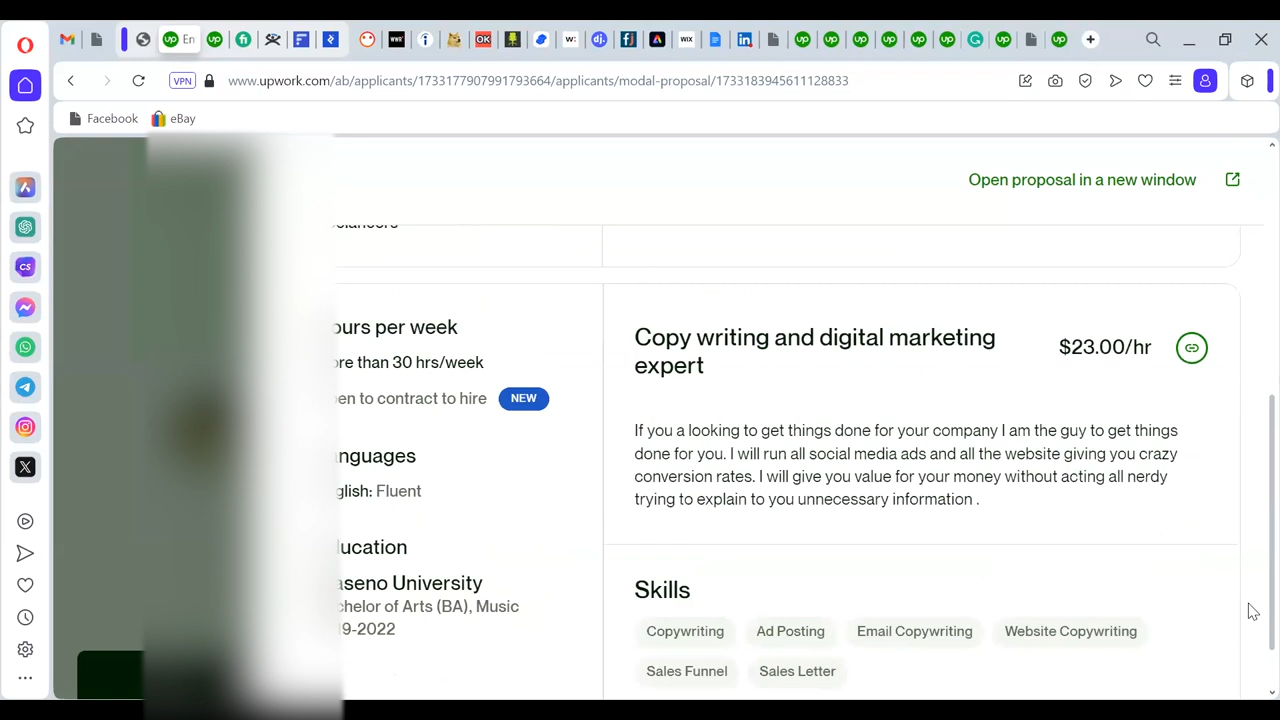 En
OK
WIX
VPN
www.upwork.com/ab/applicants/1733177907991793664/applicants/modal-proposal/1733183945611128833
Facebook
eBay
Open proposal in a new window
ours per week
ore than 30 hrs/week
en to contract to hire NEW
nguages
glish: Fluent
ucation
aseno University
chelor of Arts (BA), Music
19-2022
Copy writing and digital marketing
expert
$23.00/hr
If you a looking to get things done for your company I am the guy to get things
done for you. I will run all social media ads and all the website giving you crazy
conversion rates. I will give you value for your money without acting all nerdy
trying to explain to you unnecessary information .
Skills
Copywriting Ad Posting Email Copywriting Website Copywriting
Sales Funnel Sales Letter